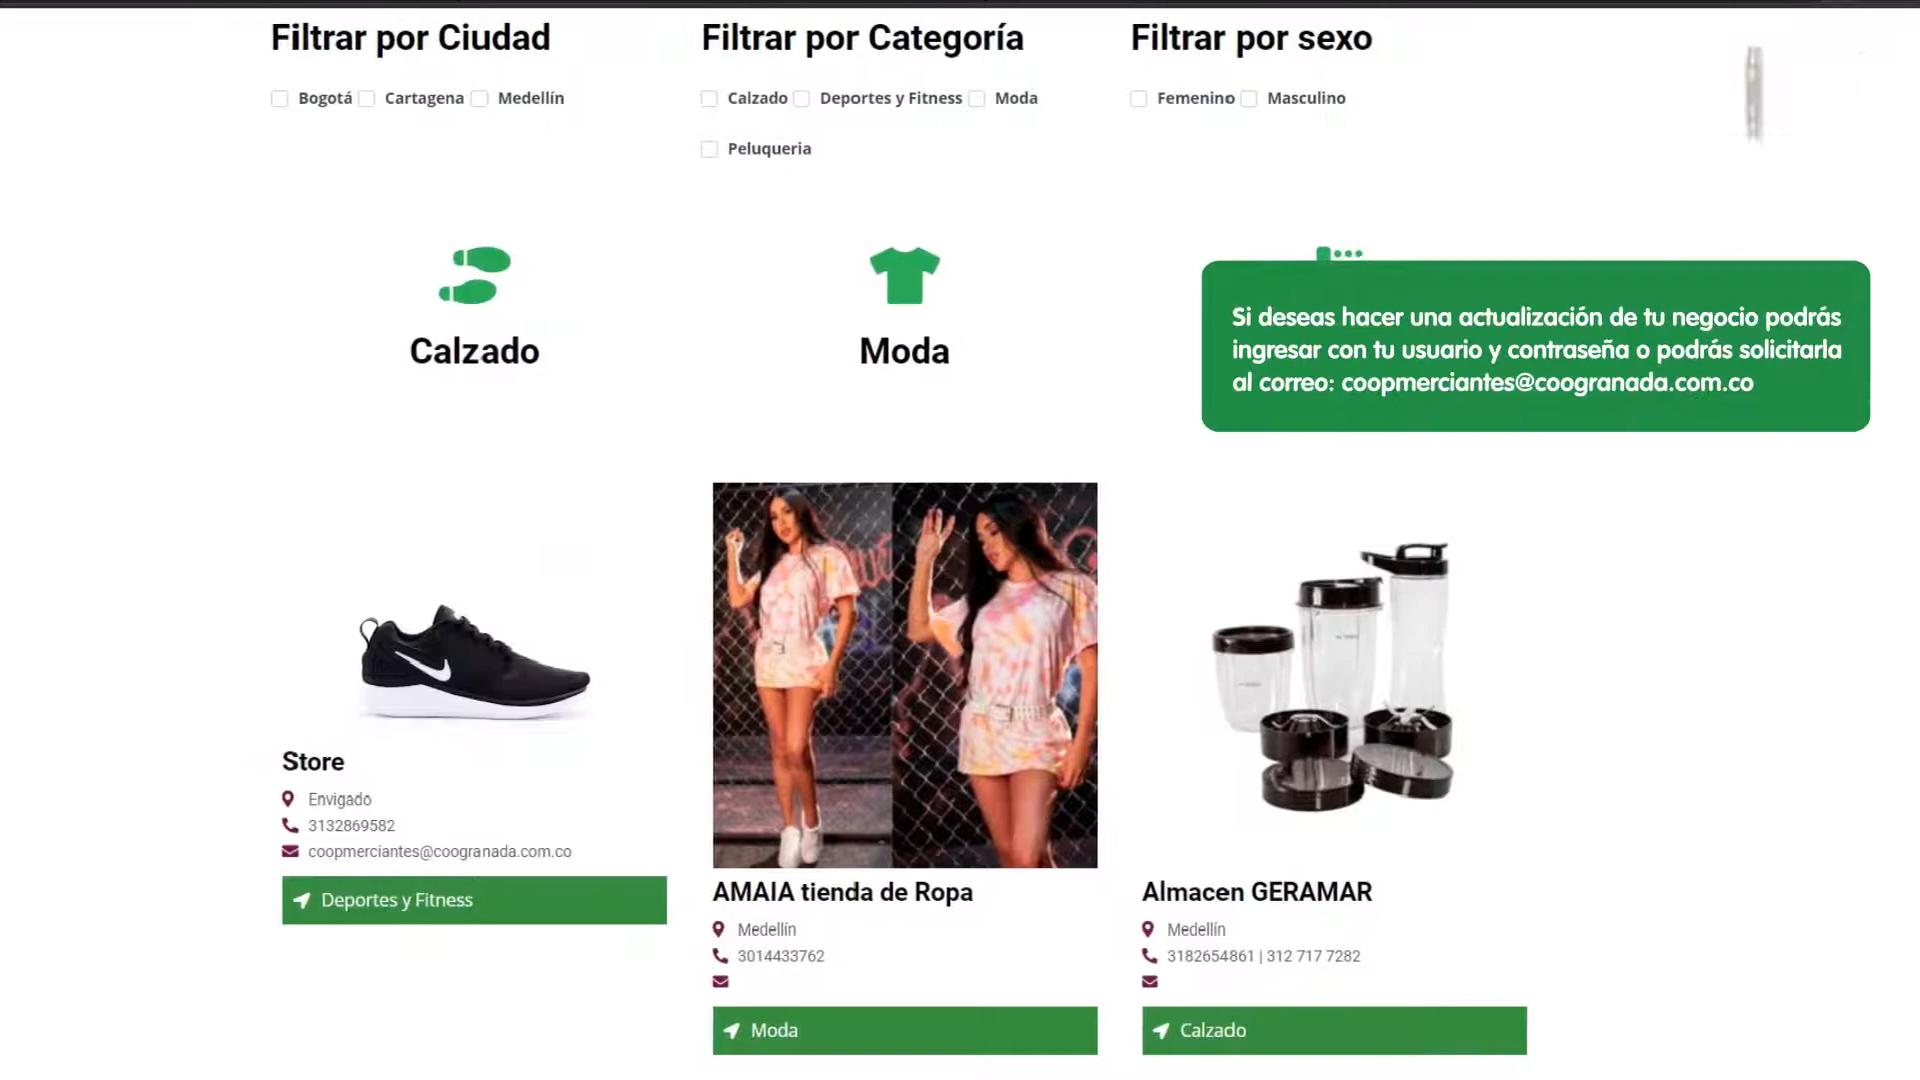 Filtrar por Ciudad
Bogotá Cartagena Medellín
Filtrar por Categoría
Calzado Deportes y Fitness Moda
Peluqueria
Filtrar por sexo
Femenino Masculino
Calzado
Moda
Si deseas hacer una actualización de tu negocio podrás
ingresar con tu usuario y contraseña o podrás solicitarla
al correo: coopmerciantes@coogranada.com.co
Store
Envigado
3132869582
coopmerciantes@coogranada.com.co
Deportes y Fitness
AMAIA tienda de Ropa
Medellín
3014433762
Moda
Almacen GERAMAR
Medellín
3182654861 | 312 717 7282
Calzado